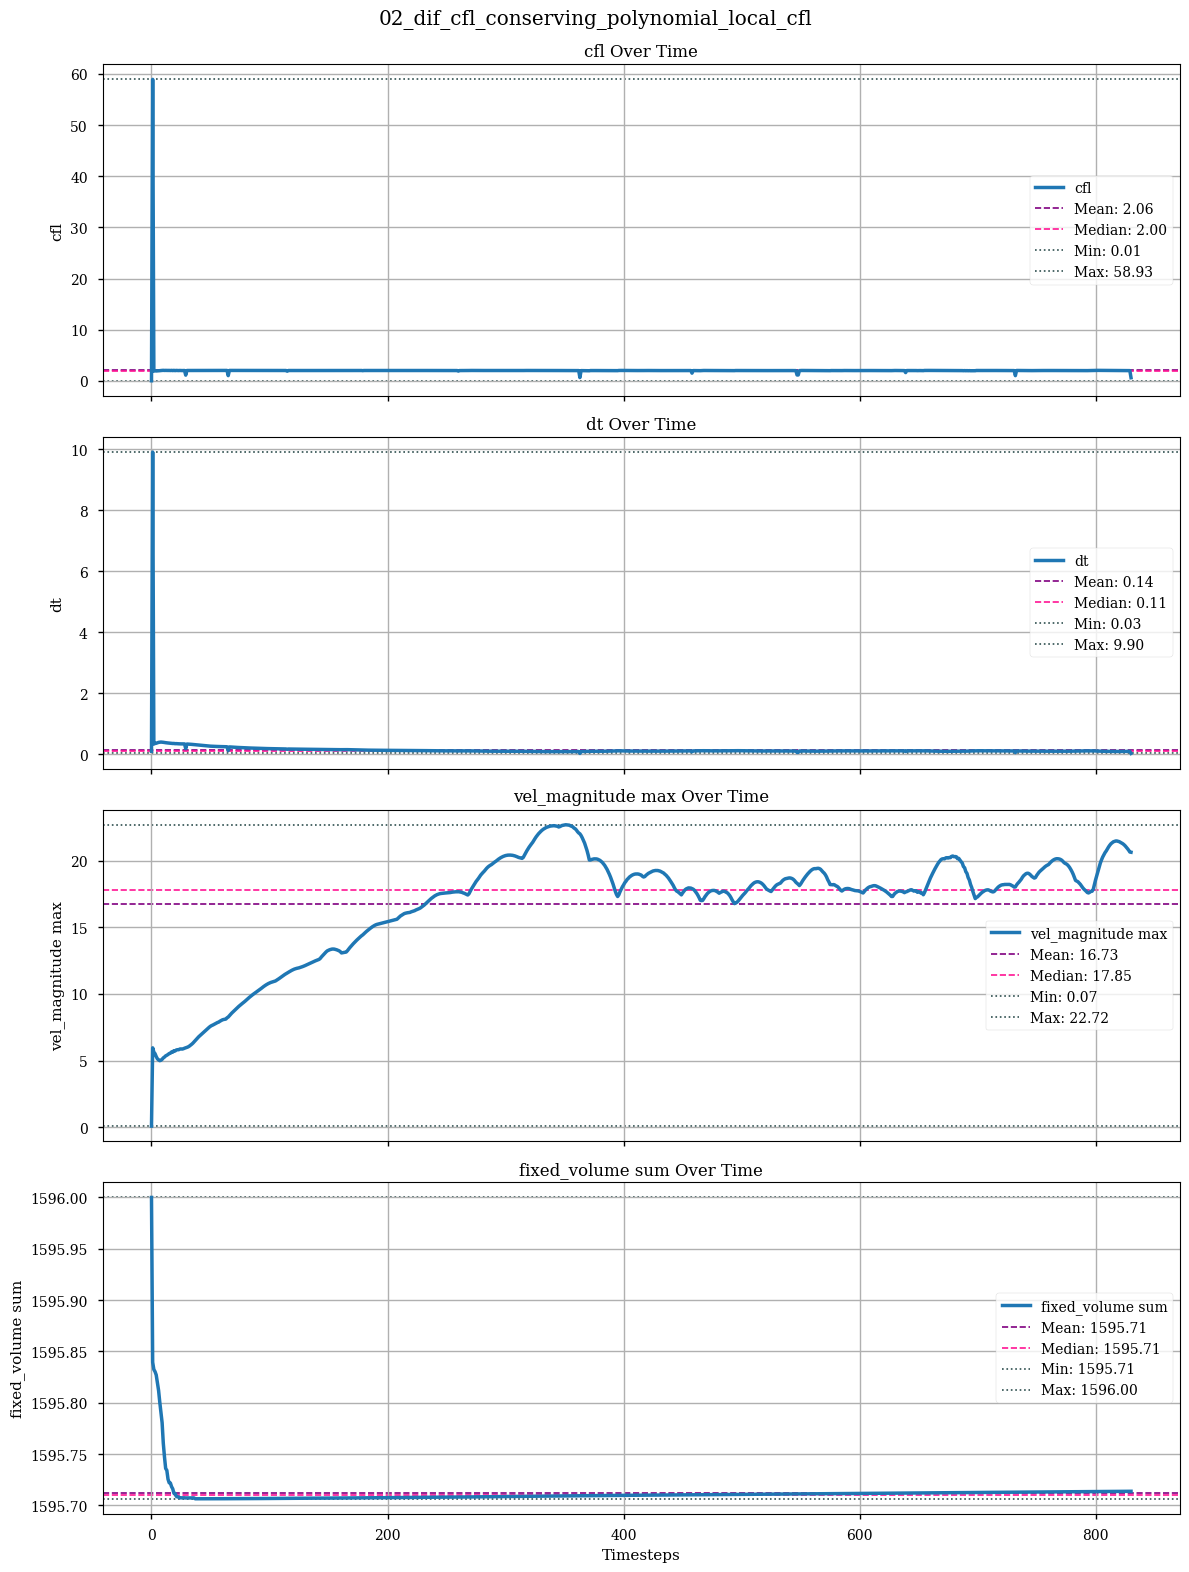 02_dif_cfl_conserving_polynomial_local_cfl
cfl Over Time
60
50
40
30
20
10
0
cfl
cfl
Mean: 2.06
Median: 2.00
Min: 0.01
Max: 58.93
dt Over Time
10
8
6
4
2
0
dt
dt
Mean: 0.14
Median: 0.11
Min: 0.03
Max: 9.90
vel_magnitude max Over Time
20
15
10
5
0
vel_magnitude max
vel_magnitude max
Mean: 16.73
Median: 17.85
Min: 0.07
Max: 22.72
fixed_volume sum Over Time
1596.00
1595.95
1595.90
1595.85
1595.80
1595.75
1595.70
fixed_volume sum
fixed_volume sum
Mean: 1595.71
Median: 1595.71
Min: 1595.71
Max: 1596.00
0 200 400 600 800
Timesteps